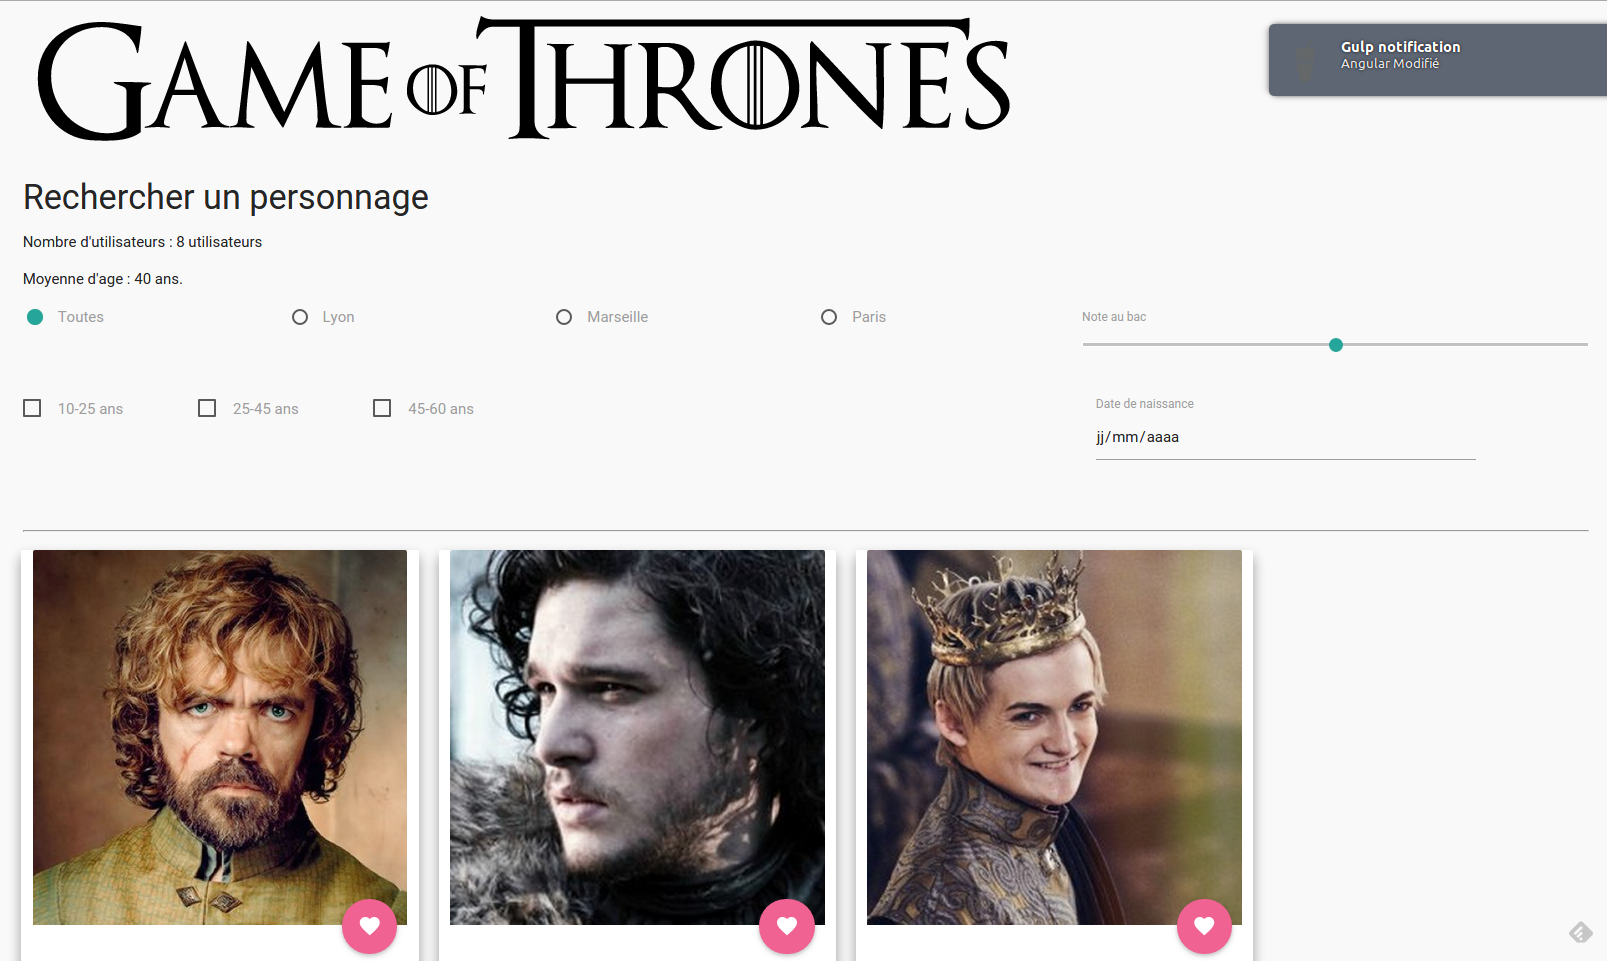 GAME OF THRONES
Gulp notification
Angular Modifié
Rechercher un personnage
Nombre d'utilisateurs : 8 utilisateurs
Moyenne d'age : 40 ans.
Toutes
Lyon
Marseille
Paris
Note au bac
10-25 ans
25-45 ans
45-60 ans
Date de naissance
jj/mm/aaaa